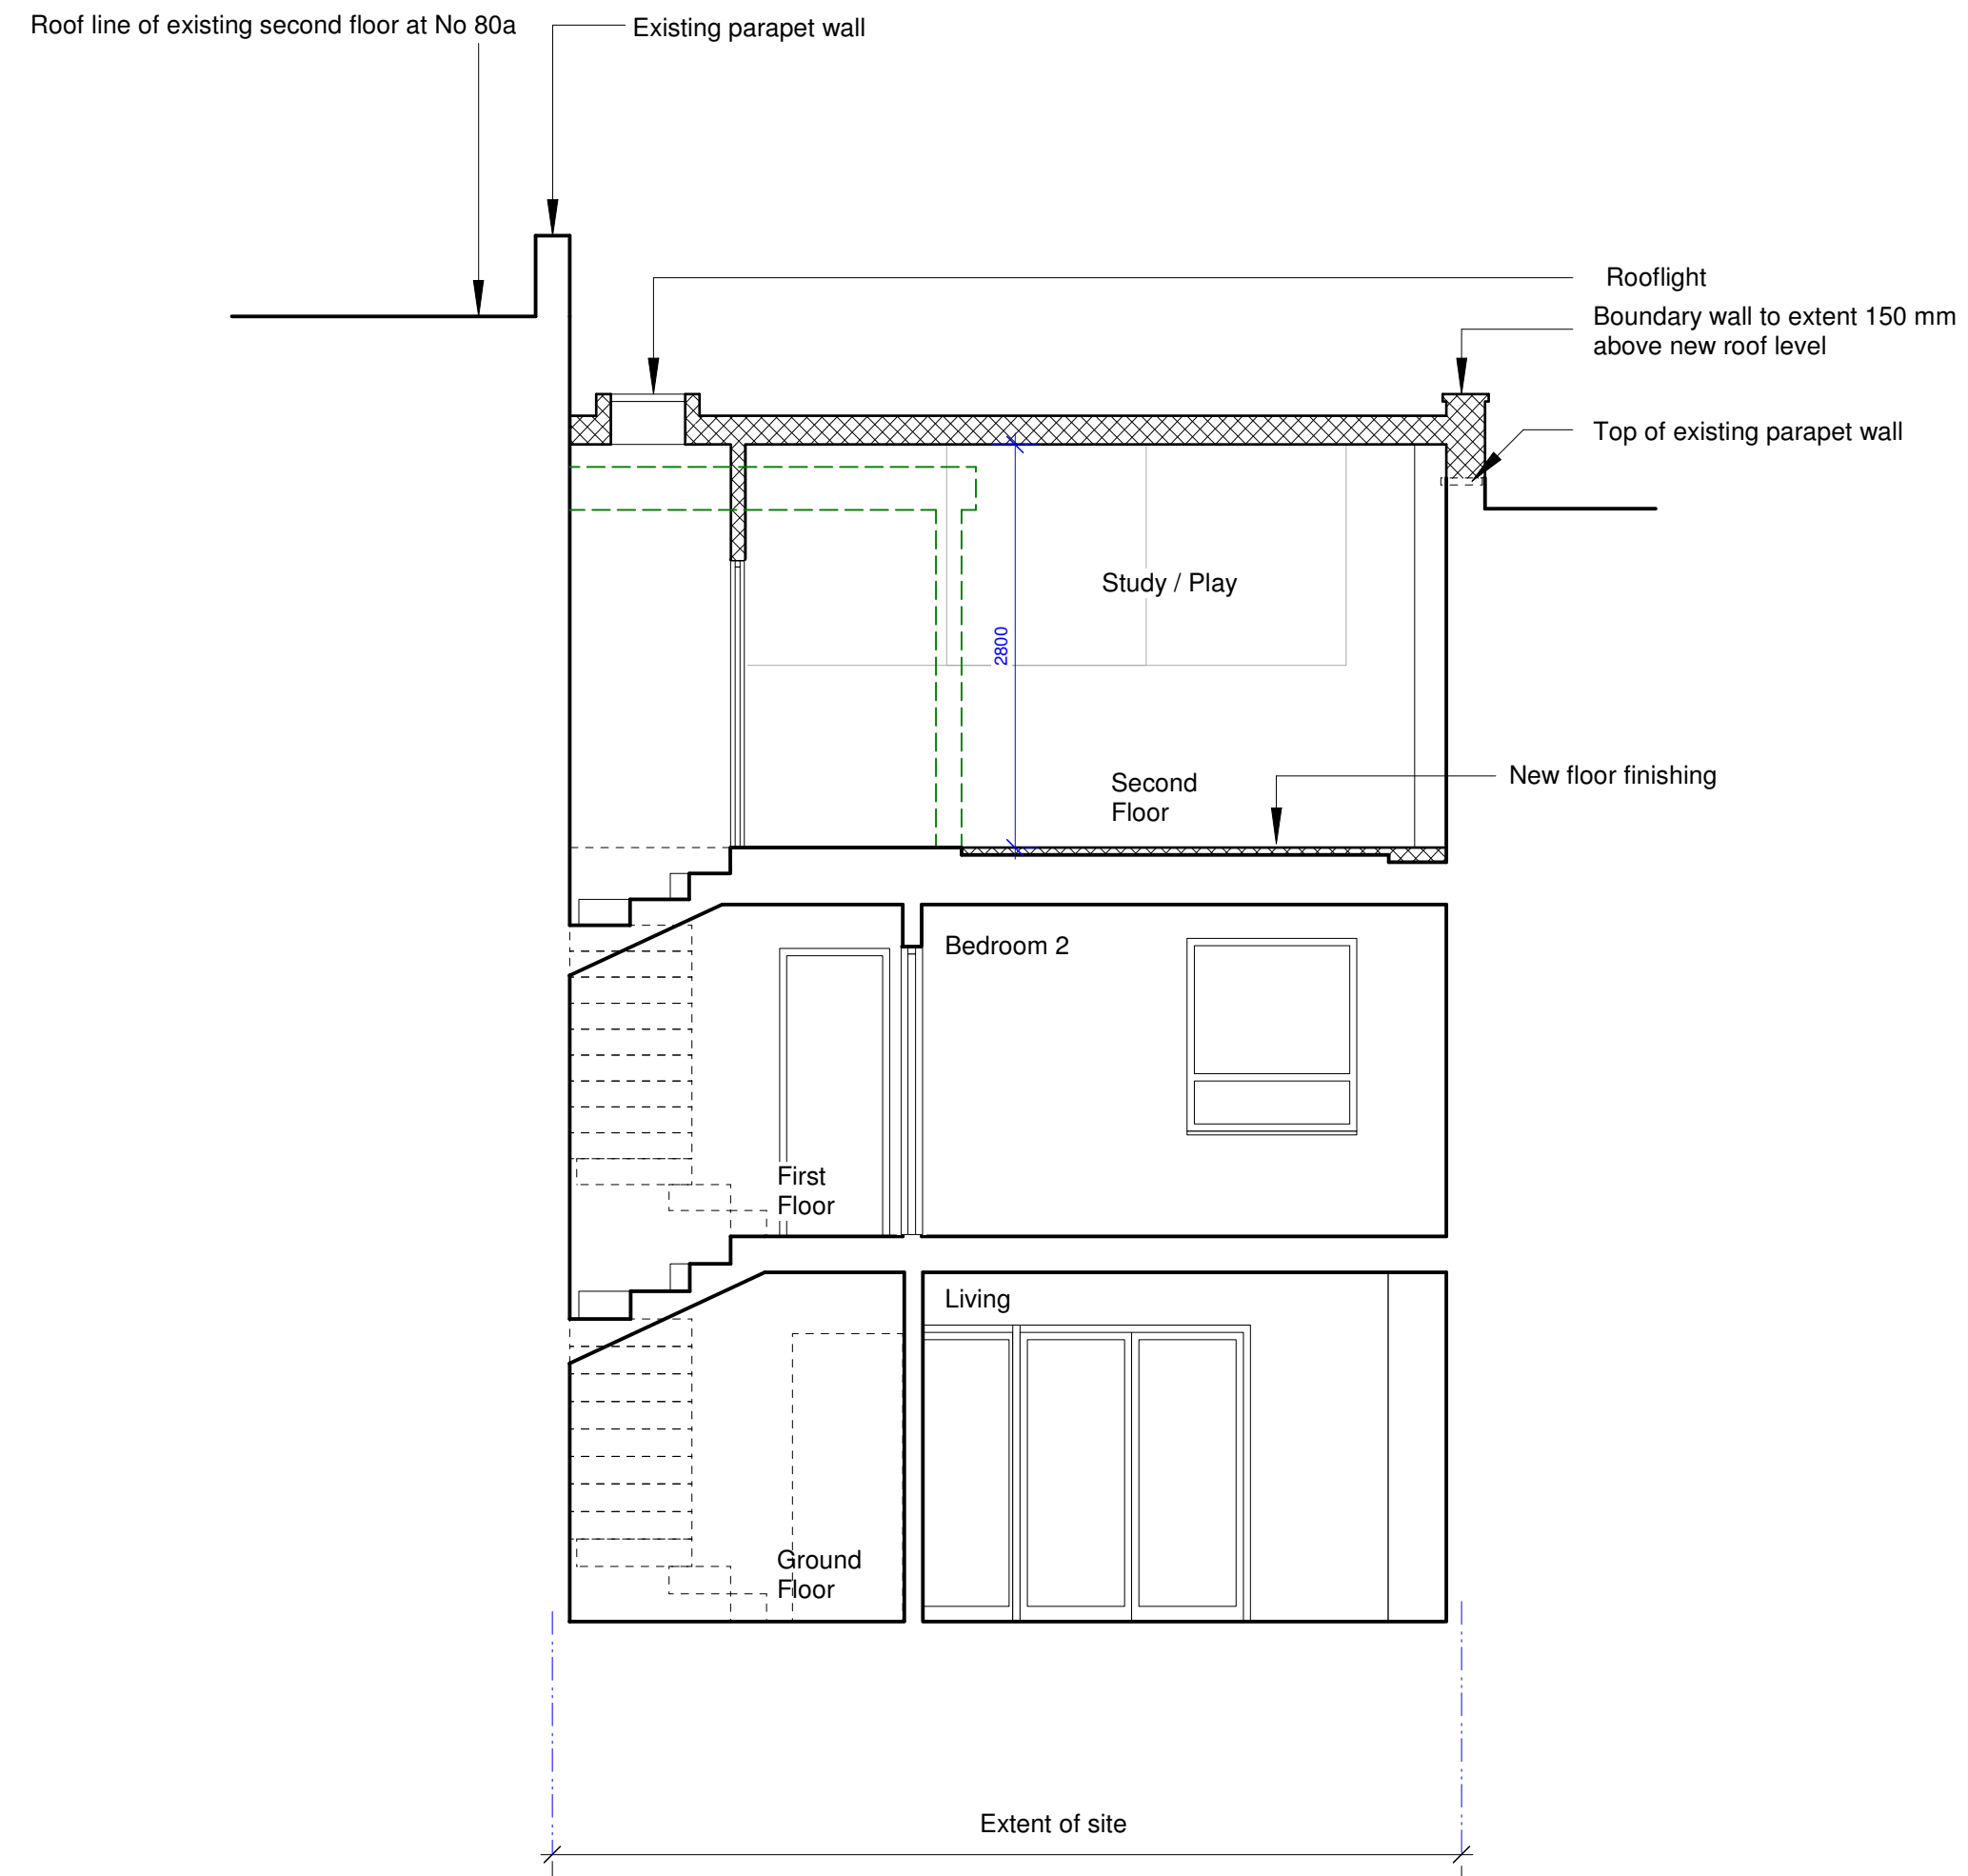 Roof line of existing second floor at No 80a
Existing parapet wall
Rooflight
Boundary wall to extent 150 mm
above new roof level
Top of existing parapet wall
Study / Play
2800
Second
Floor
New floor finishing
Bedroom 2
First
Floor
Living
Ground
Floor
Extent of site